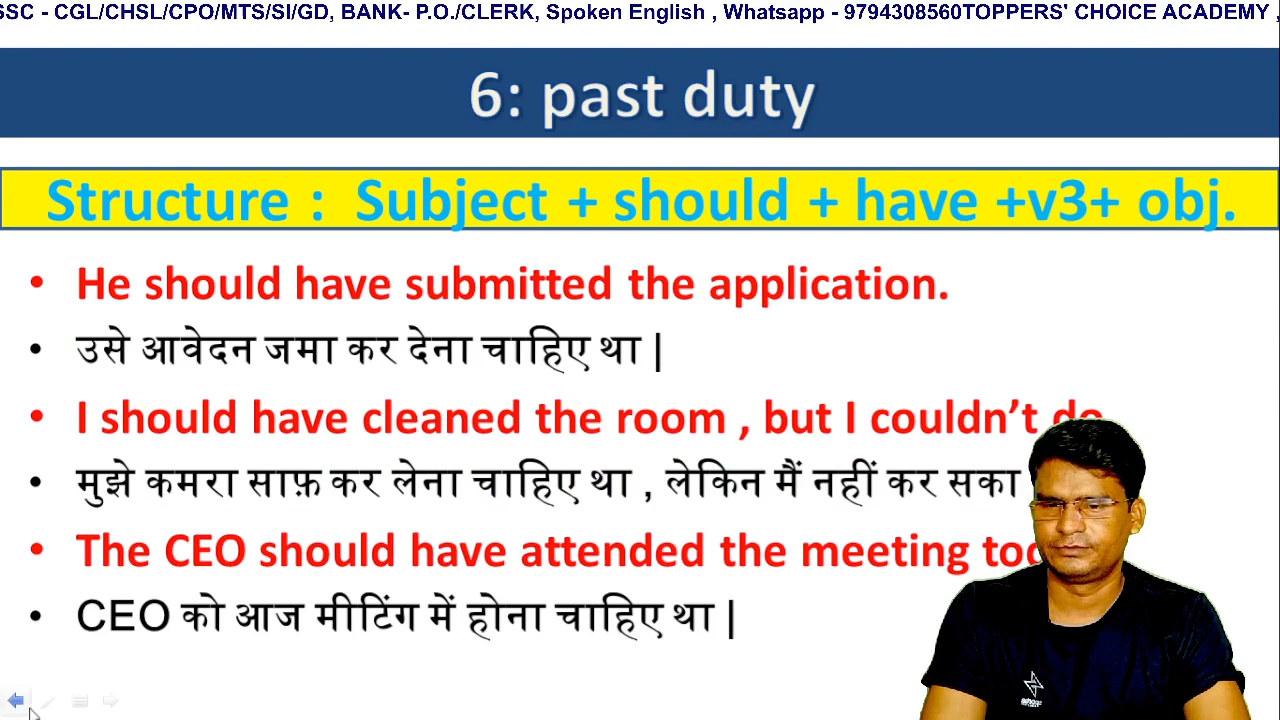 SSC - CGL/CHSL/CPO/MTS/SI/GD, BANK- P.O./CLERK, Spoken English , Whatsapp - 9794308560TOPPERS' CHOICE ACADEMY ,
6: past duty
Structure : Subject + should + have +v3+ obj.
• He should have submitted the application.
• उसे आवेदन जमा कर देना चाहिए था |
• I should have cleaned the room , but I couldn’t do
• मुझे कमरा साफ़ कर लेना चाहिए था , लेकिन मैं नहीं कर सका
• The CEO should have attended the meeting
• CEO को आज मीटिंग में होना चाहिए था |